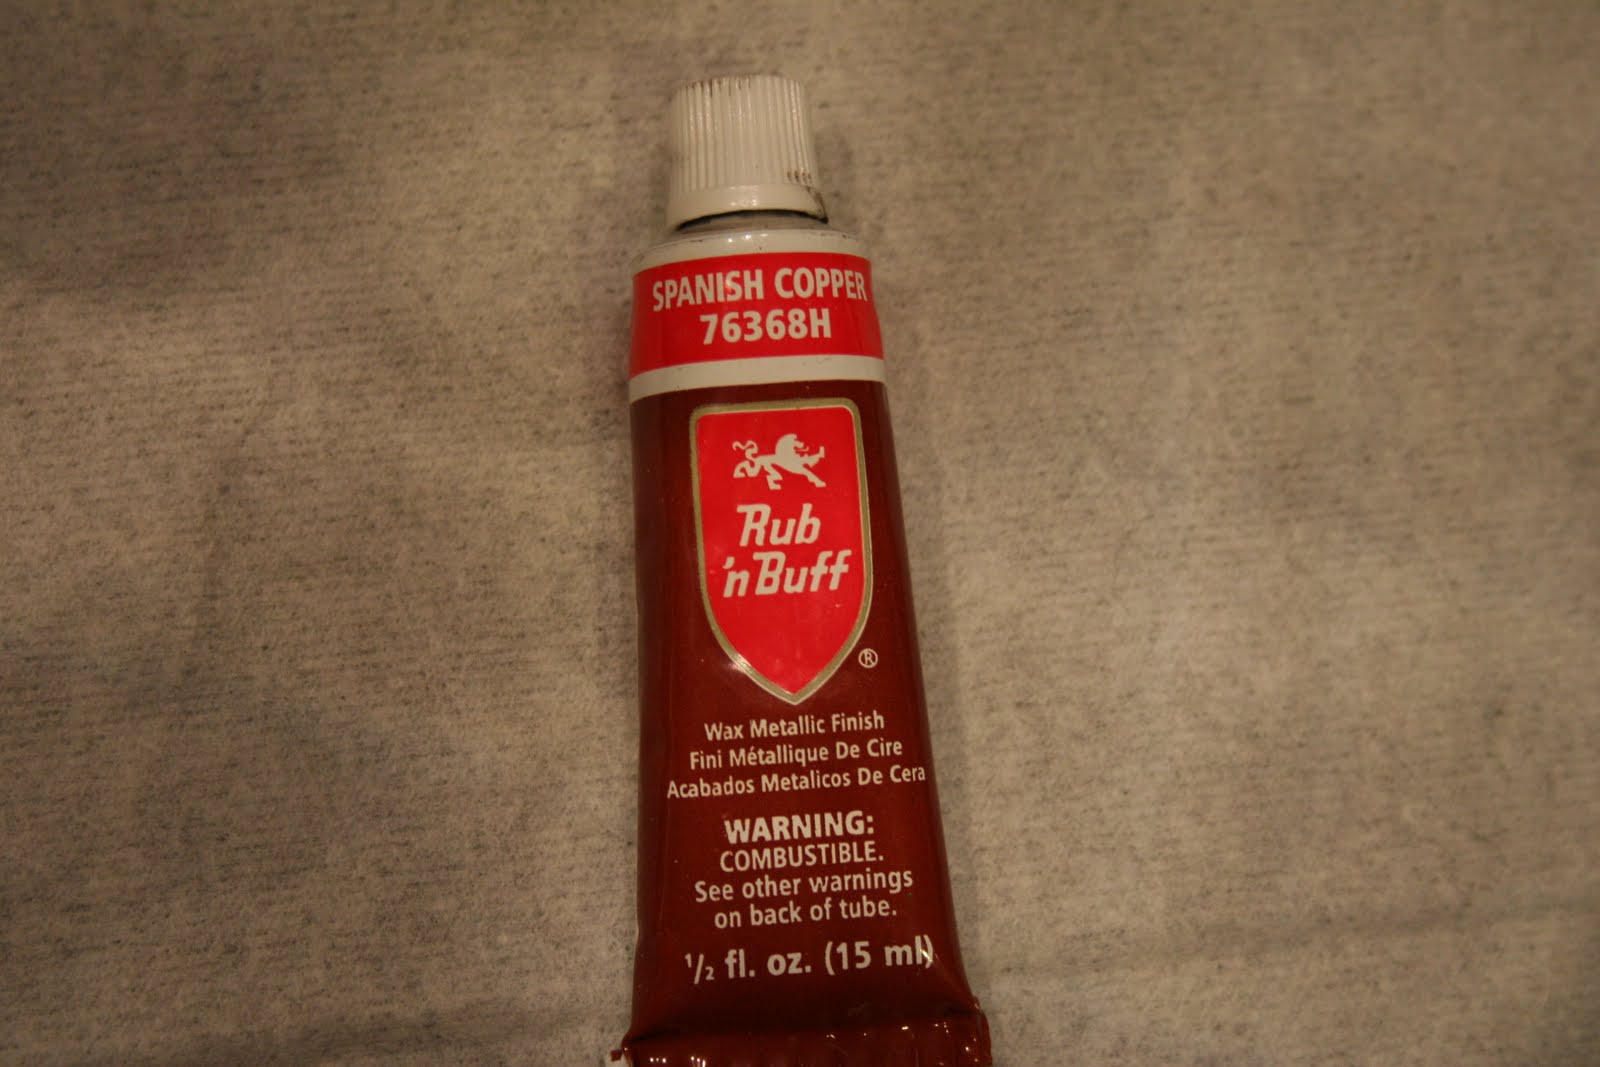 SPANISH COPPER
76368H
Rub
'n Buff
®
Wax Metallic Finish
Fini Métallique De Cire
Acabados Metalicos De Cera
WARNING:
COMBUSTIBLE.
See other warnings
on back of tube.
1/2 fl. oz. (15 ml)